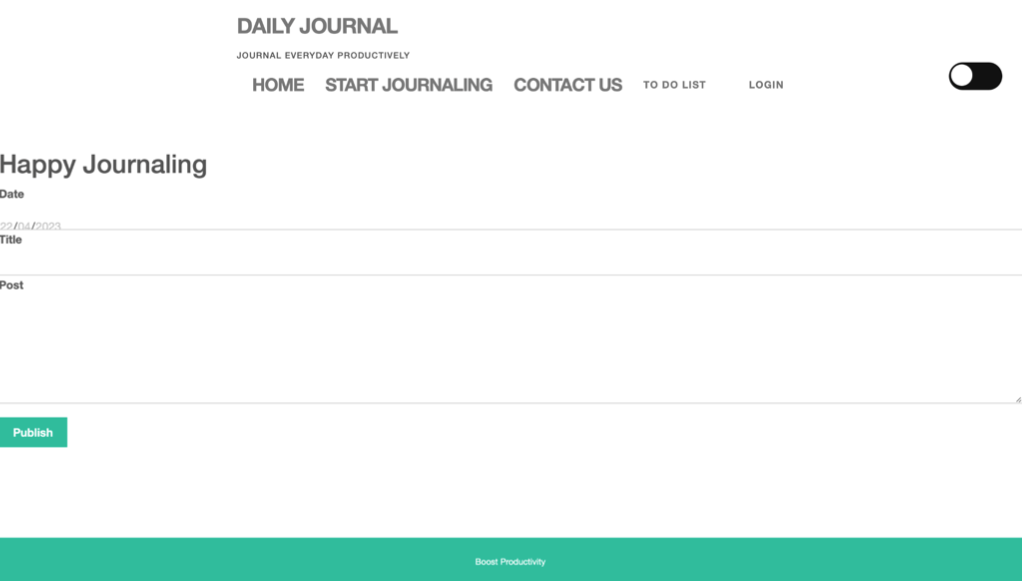 DAILY JOURNAL
JOURNAL EVERYDAY PRODUCTIVELY
HOME START JOURNALING CONTACT US TO DO LIST LOGIN
Happy Journaling
Date
22/04/2023
Title
Post
Publish
Boost Productivity